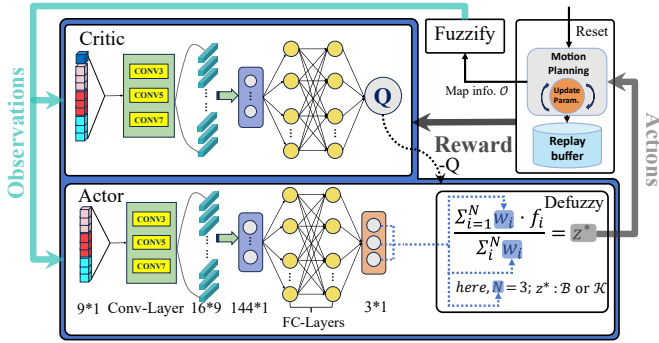 Observations
Critic
CONV3
CONV5
CONV7
Q
Fuzzify
Map info. 𝒪
Reset
Motion
Planning
Update
Param.
Replay
buffer
Reward
-Q
Actions
Actor
CONV3
CONV5
CONV7
9*1
Conv-Layer
16*9
144*1
FC-Layers
3*1
Defuzzy
Σ_{i=1}^{N} w_i · f_i
/ Σ_i^N w_i = z*
here, N = 3; z* : ℬ or 𝒦